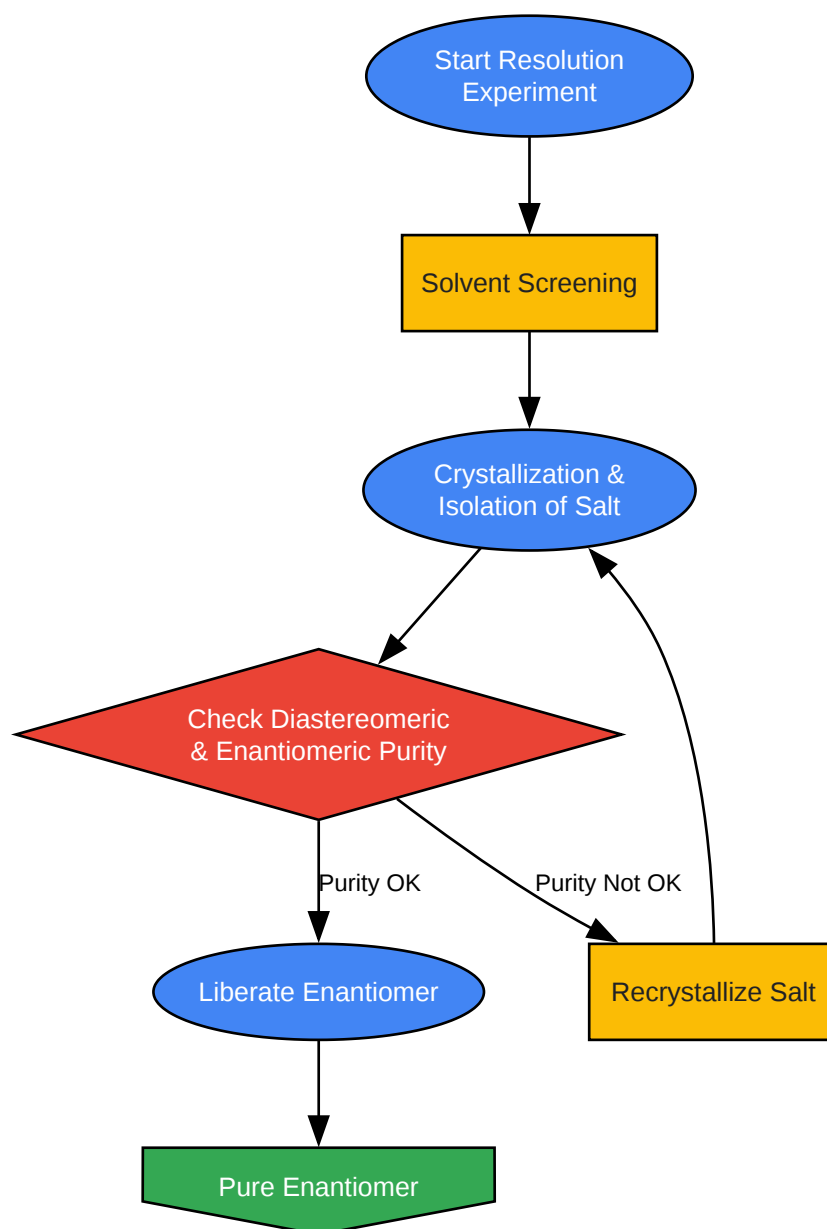 Start Resolution
Experiment
Solvent Screening
Crystallization &
Isolation of Salt
Check Diastereomeric
& Enantiomeric Purity
Purity OK
Purity Not OK
Liberate Enantiomer
Recrystallize Salt
Pure Enantiomer